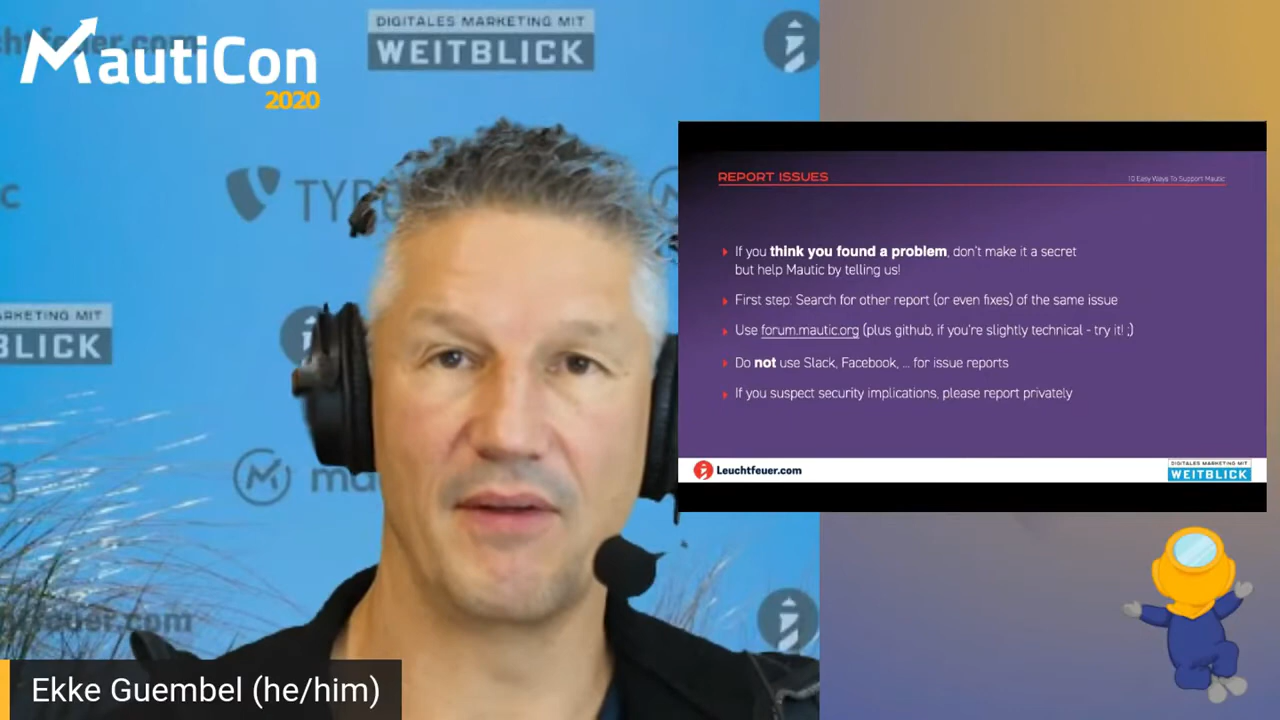 MautiCon
2020
DIGITALES MARKETING MIT
WEITBLICK
MARKETING MIT
BLICK
Ekke Guembel (he/him)
REPORT ISSUES
10 Easy Ways To Support Mautic
If you think you found a problem, don't make it a secret
but help Mautic by telling us!
First step: Search for other report (or even fixes) of the same issue
Use forum.mautic.org (plus github, if you're slightly technical - try it! ;)
Do not use Slack, Facebook, ... for issue reports
If you suspect security implications, please report privately
Leuchtfeuer.com
DIGITALES MARKETING MIT
WEITBLICK